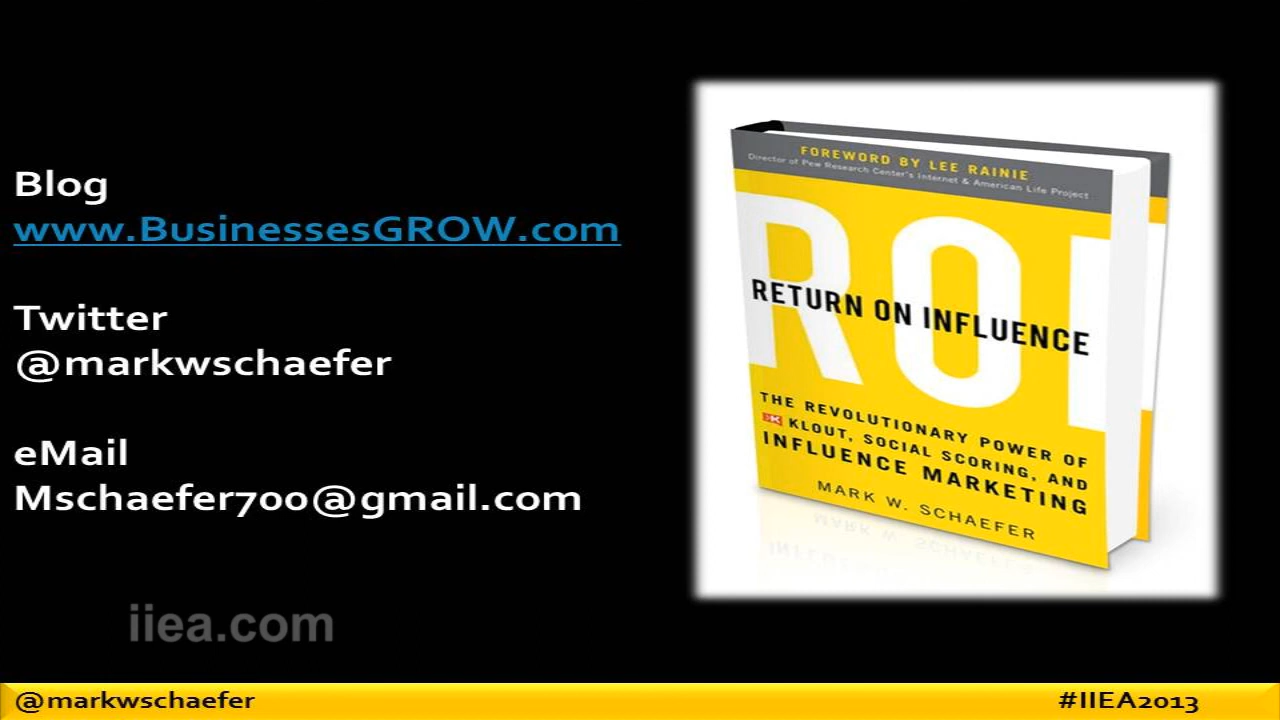 Blog
www.BusinessesGROW.com
Twitter
@markwschaefer
eMail
Mschaefer700@gmail.com
iiea.com
FOREWORD BY LEE RAINIE
Director of Pew Research Center's Internet & American Life Project
ROI
RETURN ON INFLUENCE
THE REVOLUTIONARY POWER OF
KLOUT, SOCIAL SCORING, AND
INFLUENCE MARKETING
MARK W. SCHAEFER
@markwschaefer
#IIEA2013